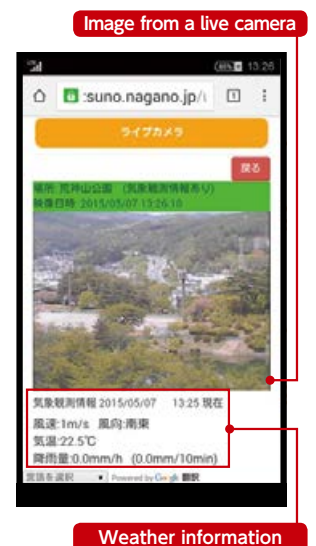 Image from a live camera
13:26
:suno.nagano.jp/
ライブカメラ
戻る
場所: 荒神山公園 (気象観測情報あり)
映像日時: 2015/05/07 13:26:10
気象観測情報 2015/05/07 13:25 現在
風速:1m/s 風向:南東
気温:22.5℃
降雨量:0.0mm/h (0.0mm/10min)
言語を選択 Powered by Google 翻訳
Weather information